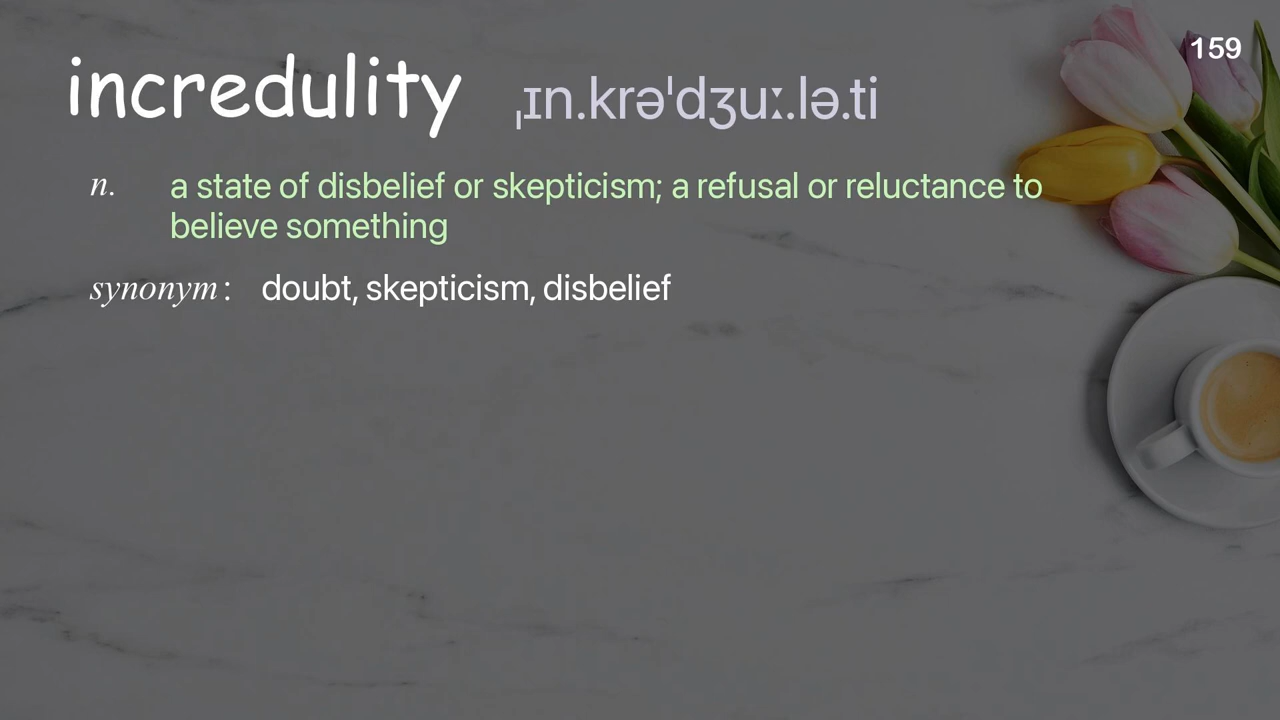 159
incredulity ˌɪn.krəˈdʒuː.lə.ti
n. a state of disbelief or skepticism; a refusal or reluctance to
believe something
synonym: doubt, skepticism, disbelief